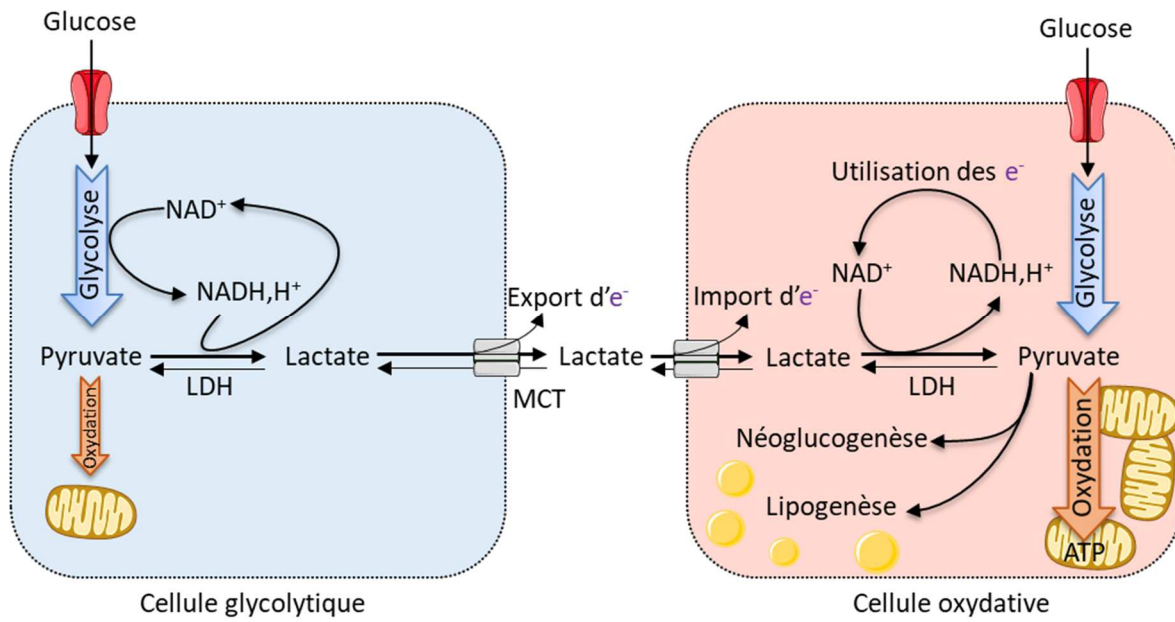 Glucose
Glucose
Glycolyse
NAD⁺
NADH,H⁺
Pyruvate
LDH
Lactate
Oxydation
Export d'e⁻
MCT
Lactate
Import d'e⁻
Utilisation des e⁻
NAD⁺
NADH,H⁺
Glycolyse
Lactate
LDH
Pyruvate
Néoglucogenèse
Lipogenèse
Oxydation
ATP
Cellule glycolytique
Cellule oxydative